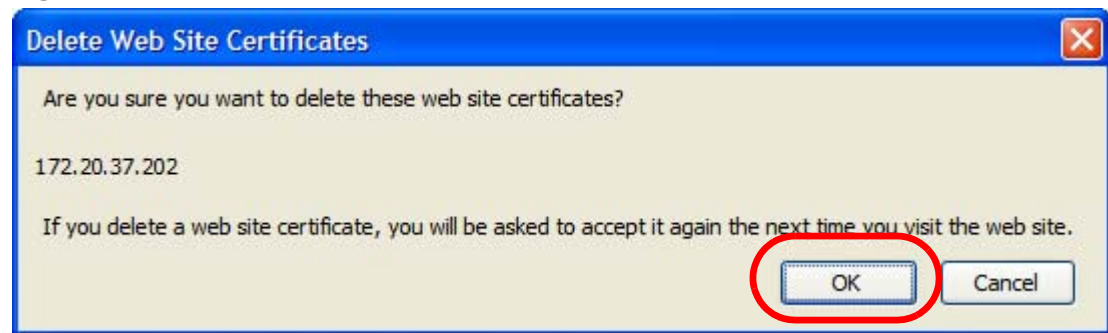 Delete Web Site Certificates
Are you sure you want to delete these web site certificates?
172.20.37.202
If you delete a web site certificate, you will be asked to accept it again the next time you visit the web site.
OK Cancel